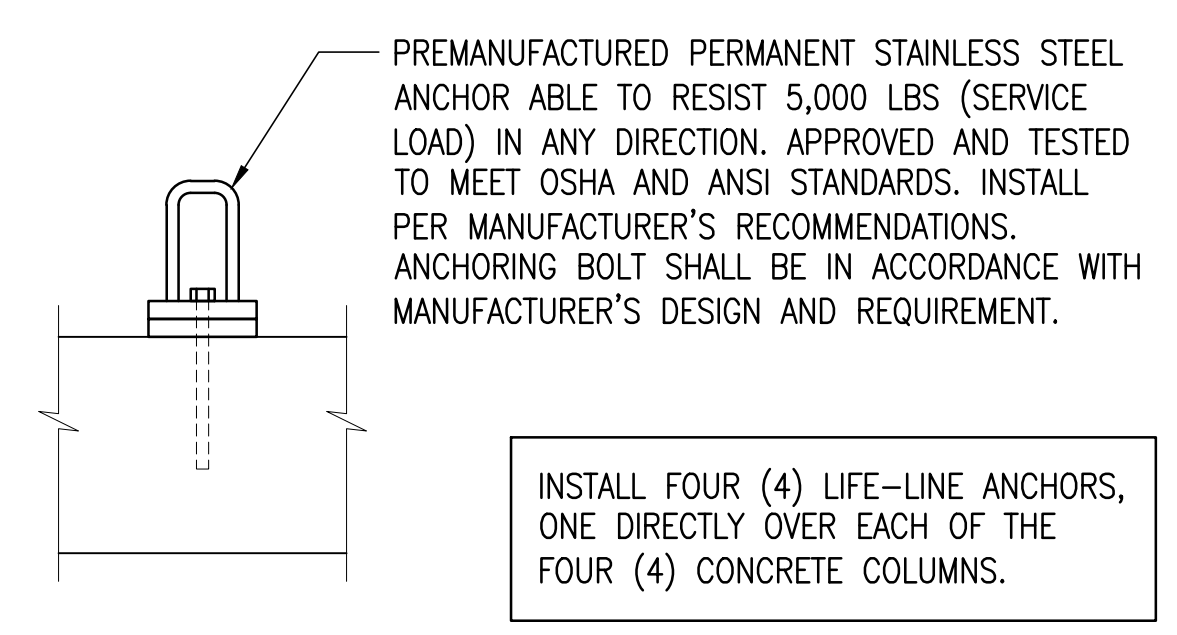 PREMANUFACTURED PERMANENT STAINLESS STEEL
ANCHOR ABLE TO RESIST 5,000 LBS (SERVICE
LOAD) IN ANY DIRECTION. APPROVED AND TESTED
TO MEET OSHA AND ANSI STANDARDS. INSTALL
PER MANUFACTURER'S RECOMMENDATIONS.
ANCHORING BOLT SHALL BE IN ACCORDANCE WITH
MANUFACTURER'S DESIGN AND REQUIREMENT.
INSTALL FOUR (4) LIFE-LINE ANCHORS,
ONE DIRECTLY OVER EACH OF THE
FOUR (4) CONCRETE COLUMNS.